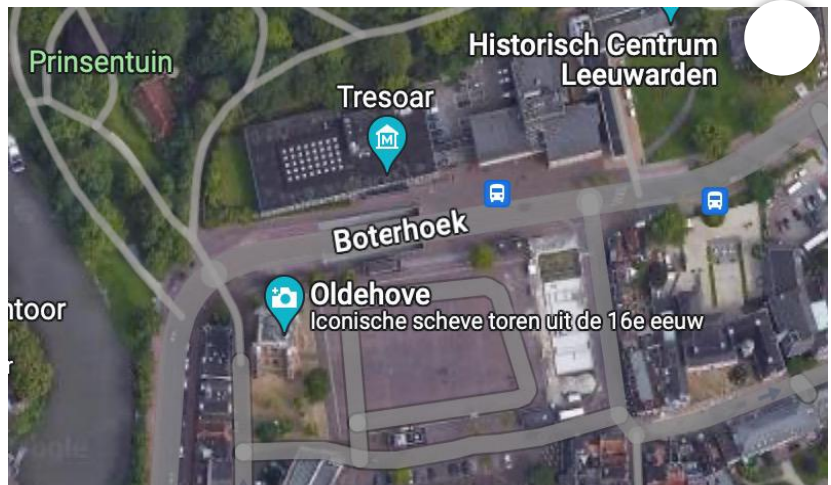 Prinsentuin
Historisch Centrum
Leeuwarden
Tresoar
M
Boterhoek
Oldehove
Iconische scheve toren uit de 16e eeuw
ntoor
r